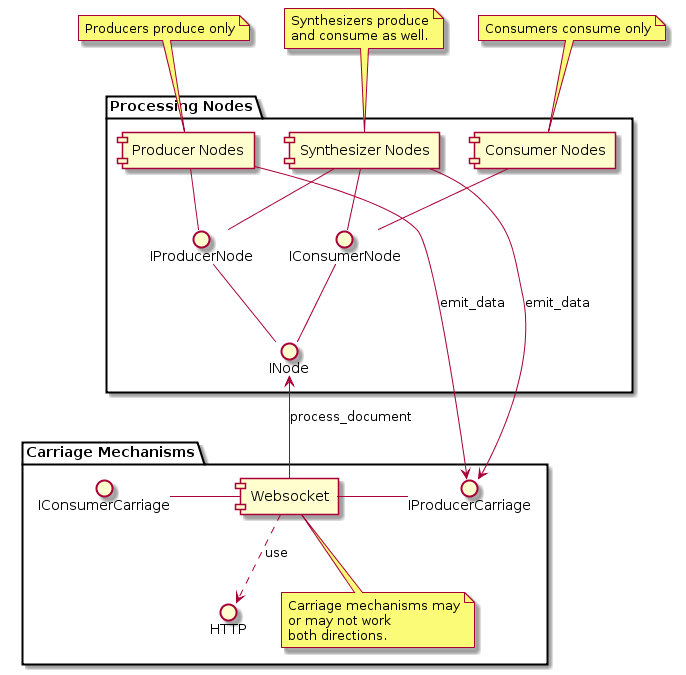 Producers produce only
Synthesizers produce
and consume as well.
Consumers consume only
Processing Nodes
Producer Nodes
Synthesizer Nodes
Consumer Nodes
IProducerNode
IConsumerNode
emit_data
emit_data
INode
process_document
Carriage Mechanisms
IConsumerCarriage
Websocket
IProducerCarriage
use
HTTP
Carriage mechanisms may
or may not work
both directions.